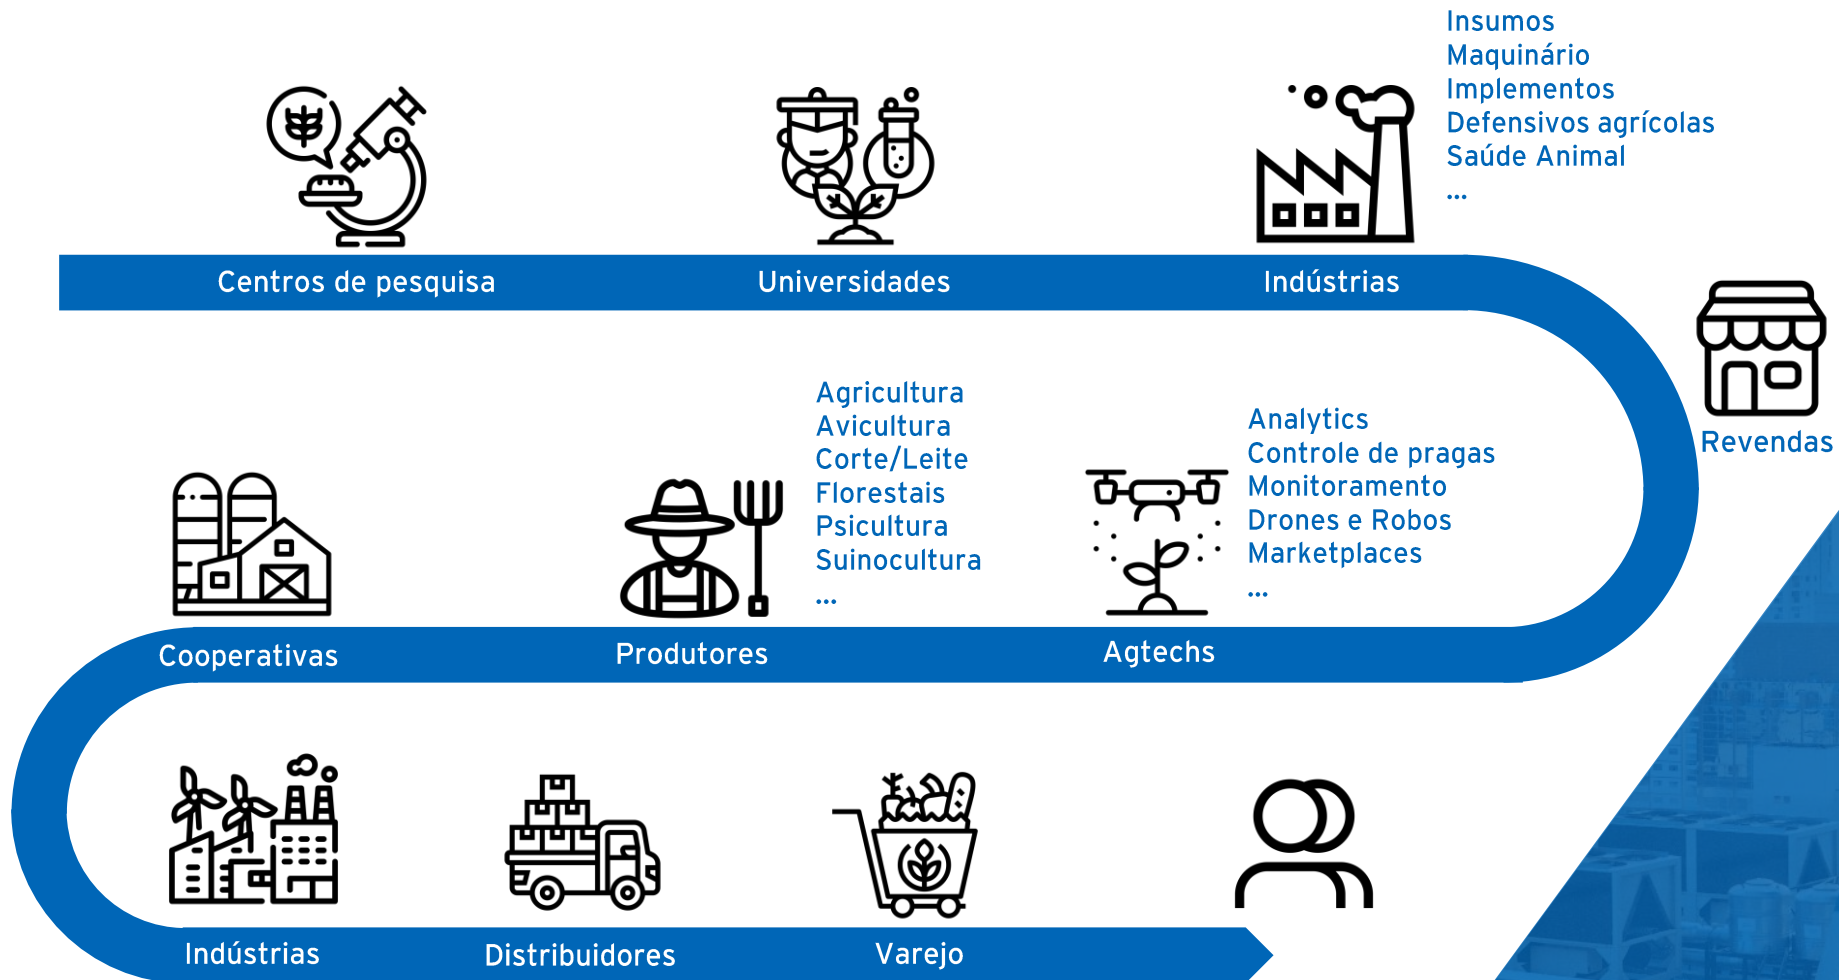 Insumos
Maquinário
Implementos
Defensivos agrícolas
Saúde Animal
...
Centros de pesquisa
Universidades
Indústrias
Revendas
Analytics
Controle de pragas
Monitoramento
Drones e Robos
Marketplaces
...
Agtechs
Agricultura
Avicultura
Corte/Leite
Florestais
Psicultura
Suinocultura
...
Produtores
Cooperativas
Indústrias
Distribuidores
Varejo